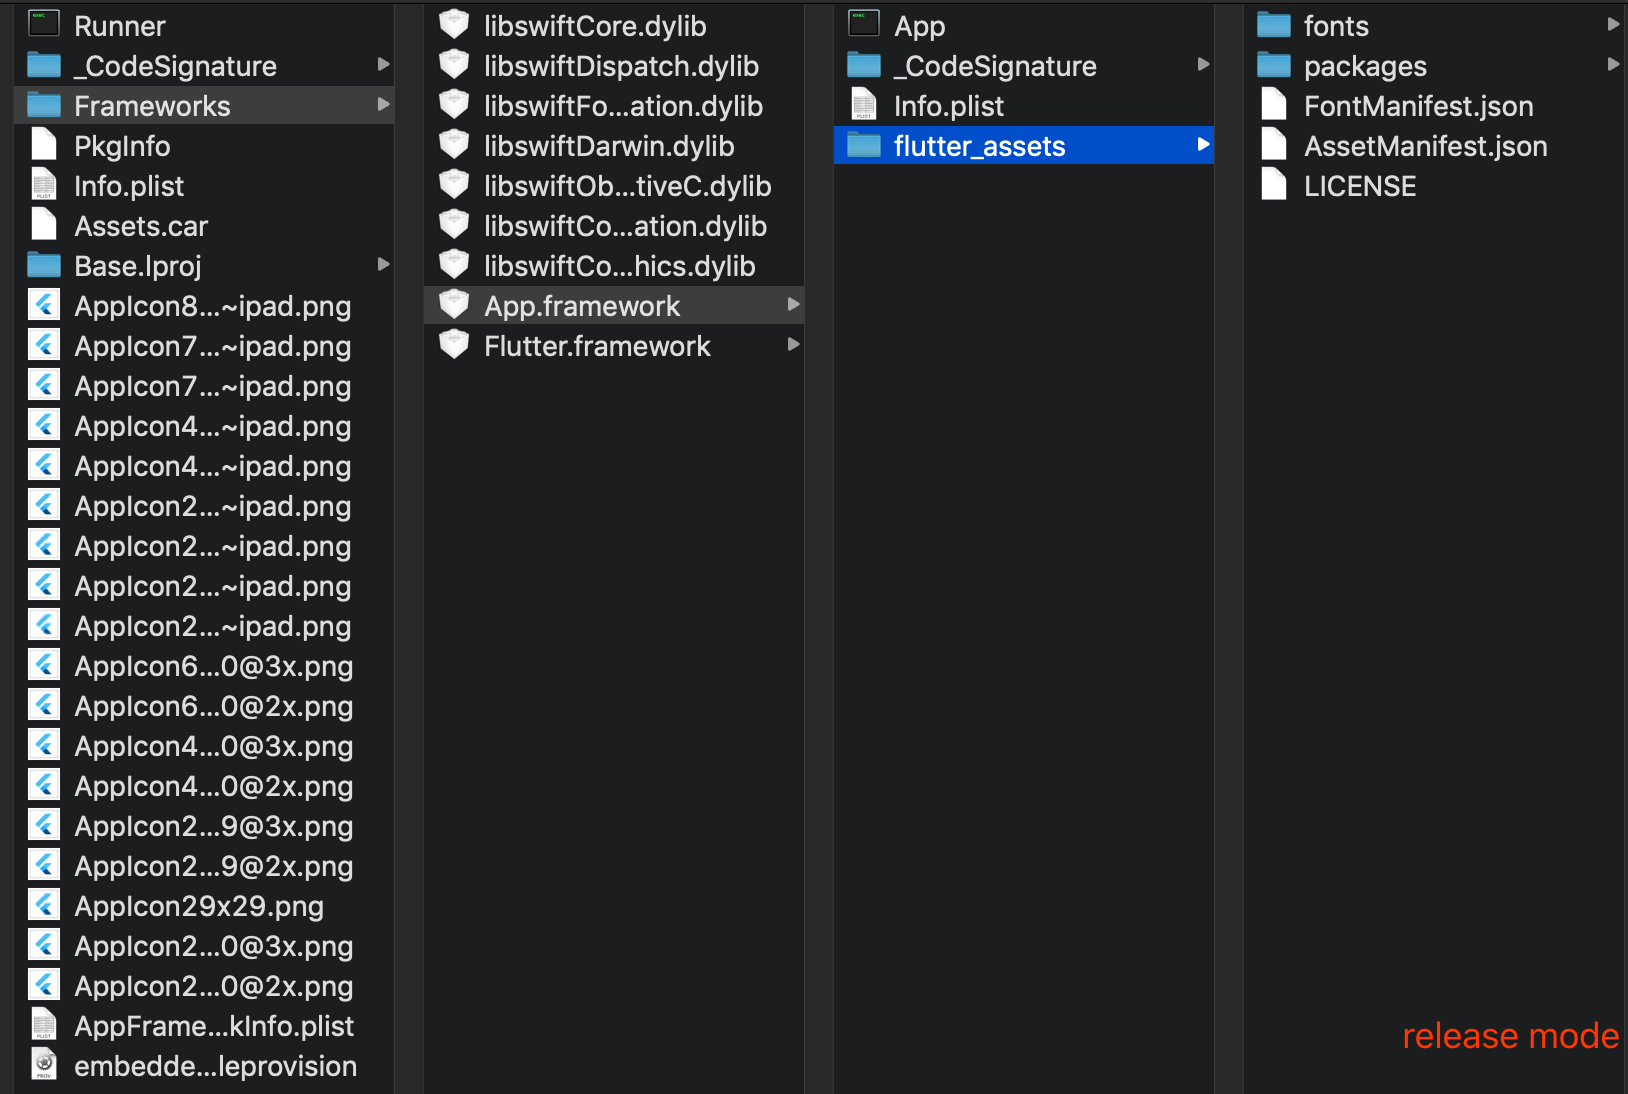 Runner
_CodeSignature
Frameworks
PkgInfo
Info.plist
Assets.car
Base.lproj
AppIcon8...~ipad.png
AppIcon7...~ipad.png
AppIcon7...~ipad.png
AppIcon4...~ipad.png
AppIcon4...~ipad.png
AppIcon2...~ipad.png
AppIcon2...~ipad.png
AppIcon2...~ipad.png
AppIcon2...~ipad.png
AppIcon6...0@3x.png
AppIcon6...0@2x.png
AppIcon4...0@3x.png
AppIcon4...0@2x.png
AppIcon2...9@3x.png
AppIcon2...9@2x.png
AppIcon29x29.png
AppIcon2...0@3x.png
AppIcon2...0@2x.png
AppFrame...kInfo.plist
embedde...leprovision
libswiftCore.dylib
libswiftDispatch.dylib
libswiftFo...ation.dylib
libswiftDarwin.dylib
libswiftOb...tiveC.dylib
libswiftCo...ation.dylib
libswiftCo...hics.dylib
App.framework
Flutter.framework
App
_CodeSignature
Info.plist
flutter_assets
fonts
packages
FontManifest.json
AssetManifest.json
LICENSE
release mode